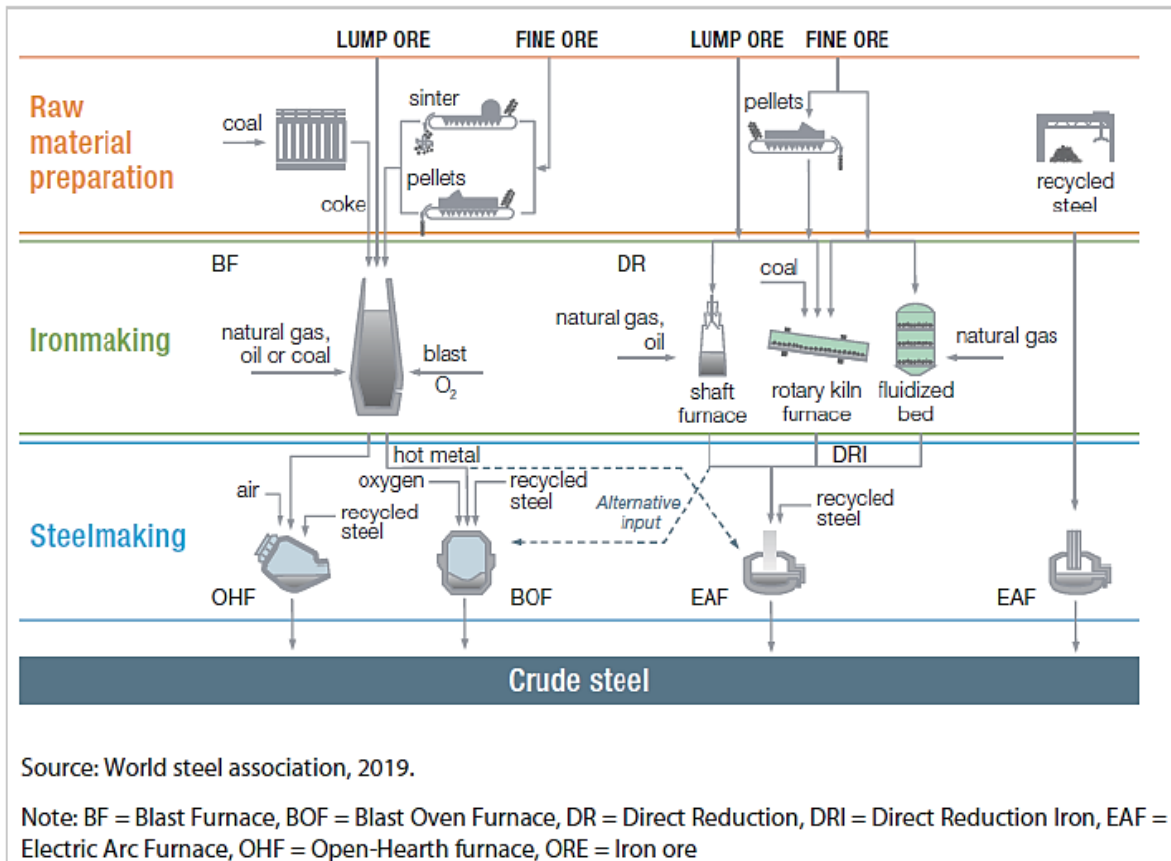 LUMP ORE
FINE ORE
LUMP ORE
FINE ORE
Raw
material
preparation
coal
sinter
pellets
coke
pellets
recycled
steel
BF
DR
coal
Ironmaking
natural gas,
oil or coal
blast
O₂
natural gas,
oil
natural gas
shaft
furnace
rotary kiln
furnace
fluidized
bed
hot metal
DRI
air
oxygen
recycled
steel
recycled
steel
Alternative
input
recycled
steel
Steelmaking
OHF
BOF
EAF
EAF
Crude steel
Source: World steel association, 2019.
Note: BF = Blast Furnace, BOF = Blast Oven Furnace, DR = Direct Reduction, DRI = Direct Reduction Iron, EAF =
Electric Arc Furnace, OHF = Open-Hearth furnace, ORE = Iron ore